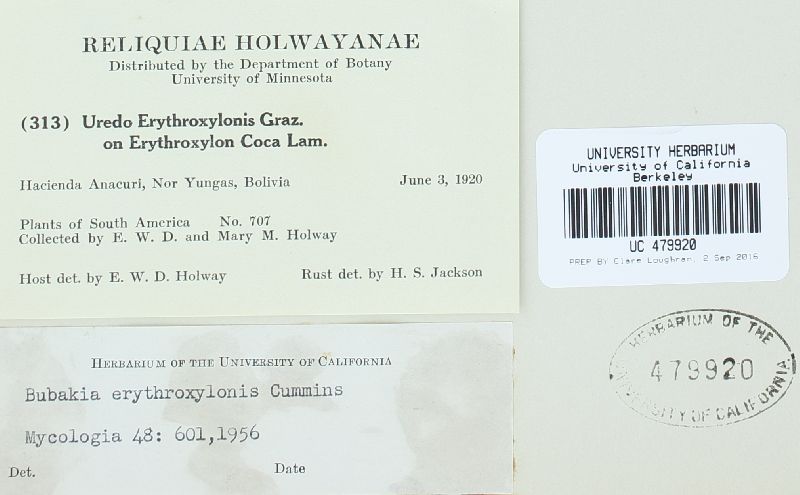 RELIQUIAE HOLWAYANAE
Distributed by the Department of Botany
University of Minnesota
(313) Uredo Erythroxylonis Graz.
on Erythroxylon Coca Lam.
Hacienda Anacuri, Nor Yungas, Bolivia June 3, 1920
Plants of South America No. 707
Collected by E. W. D. and Mary M. Holway
Host det. by E. W. D. Holway Rust det. by H. S. Jackson
HERBARIUM OF THE UNIVERSITY OF CALIFORNIA
Bubakia erythroxylonis Cummins
Mycologia 48: 601,1956
Det. Date
UNIVERSITY HERBARIUM
University of California
Berkeley
UC 479920
PREP BY Clare Loughran, 2 Sep 2016
HERBARIUM OF THE
479920
UNIVERSITY OF CALIFORNIA